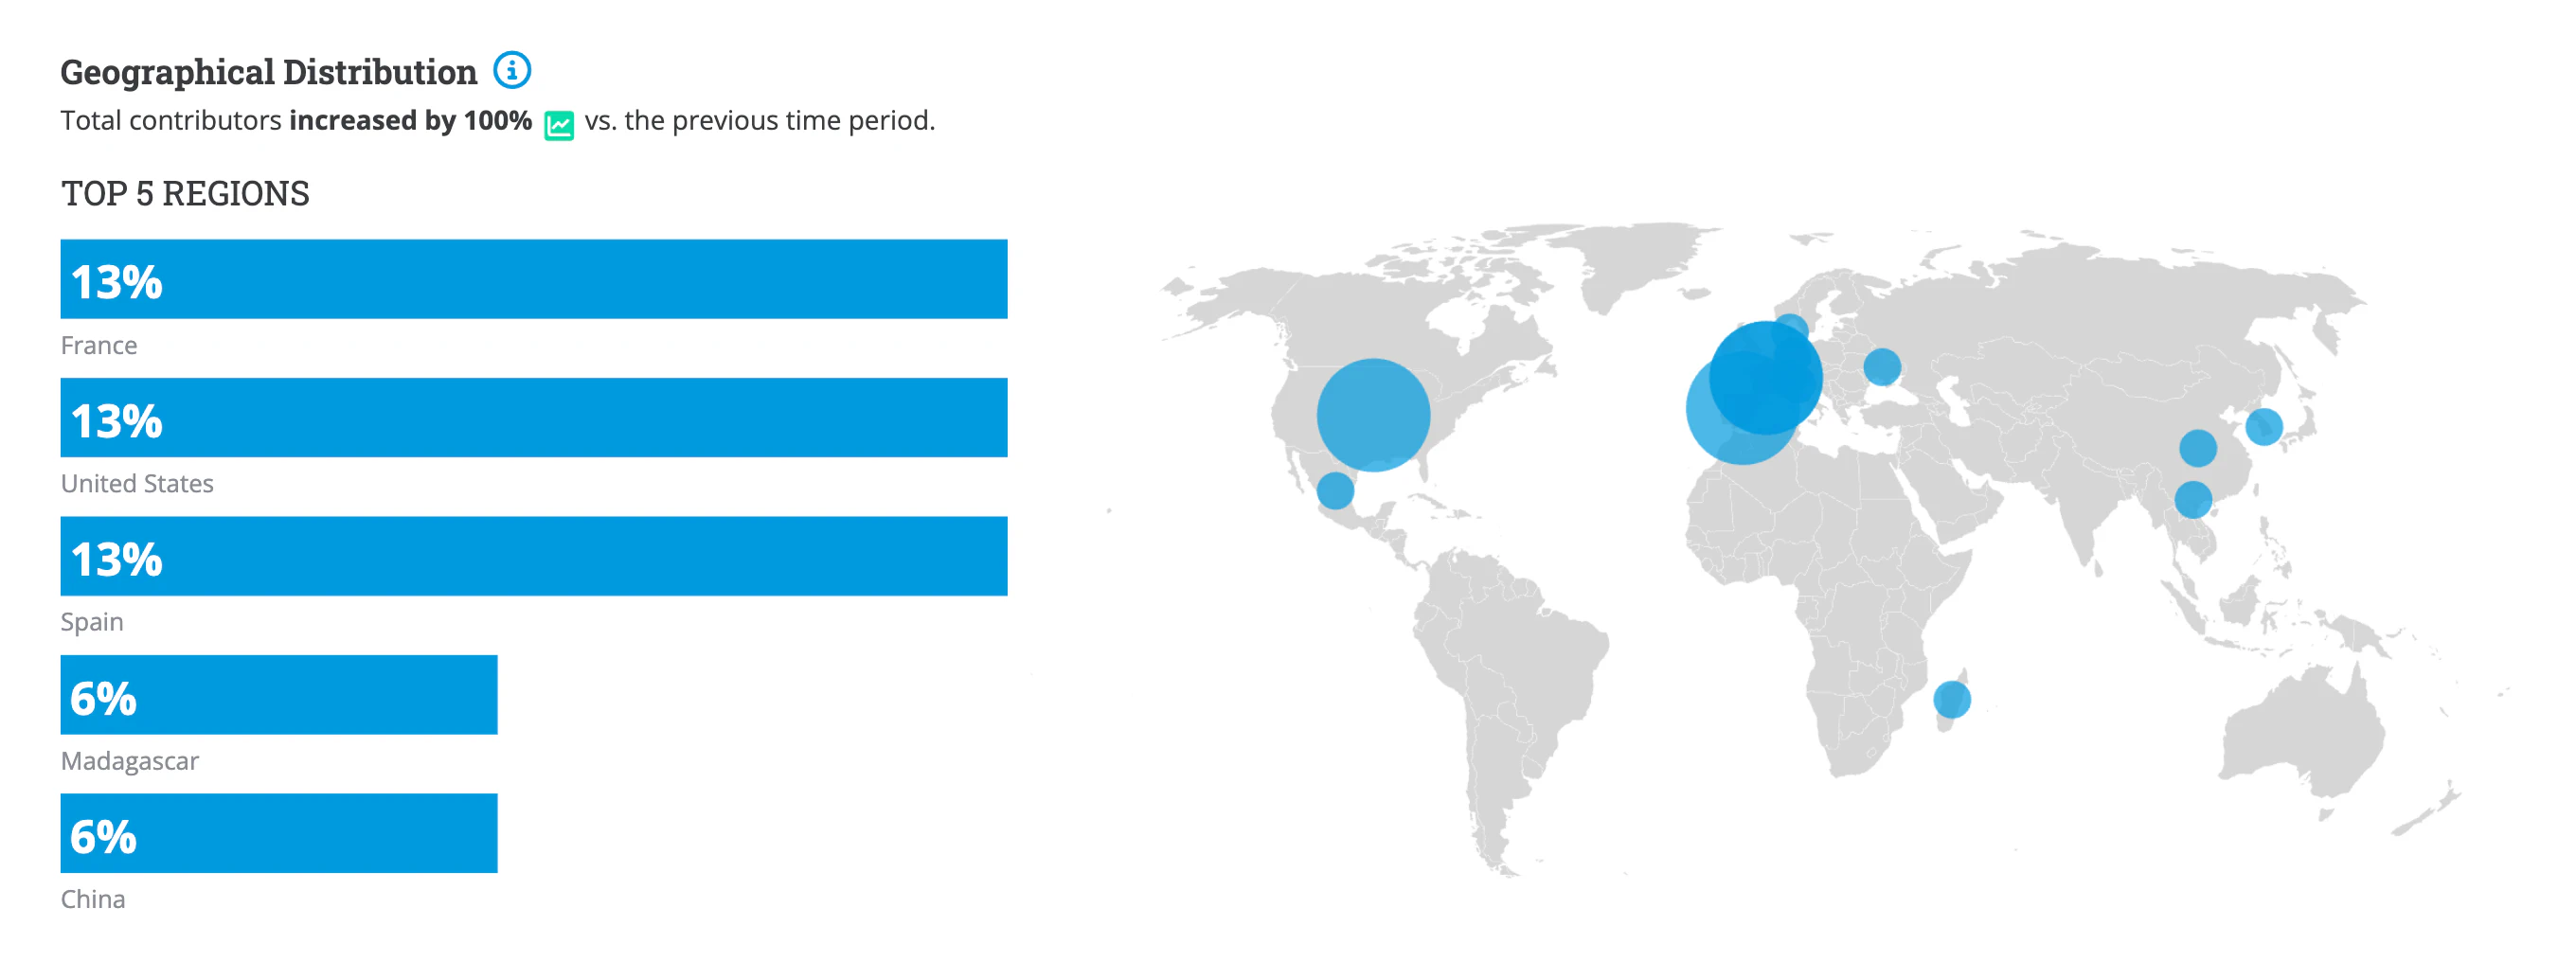 Geographical Distribution
Total contributors increased by 100% vs. the previous time period.
TOP 5 REGIONS
13%
France
13%
United States
13%
Spain
6%
Madagascar
6%
China